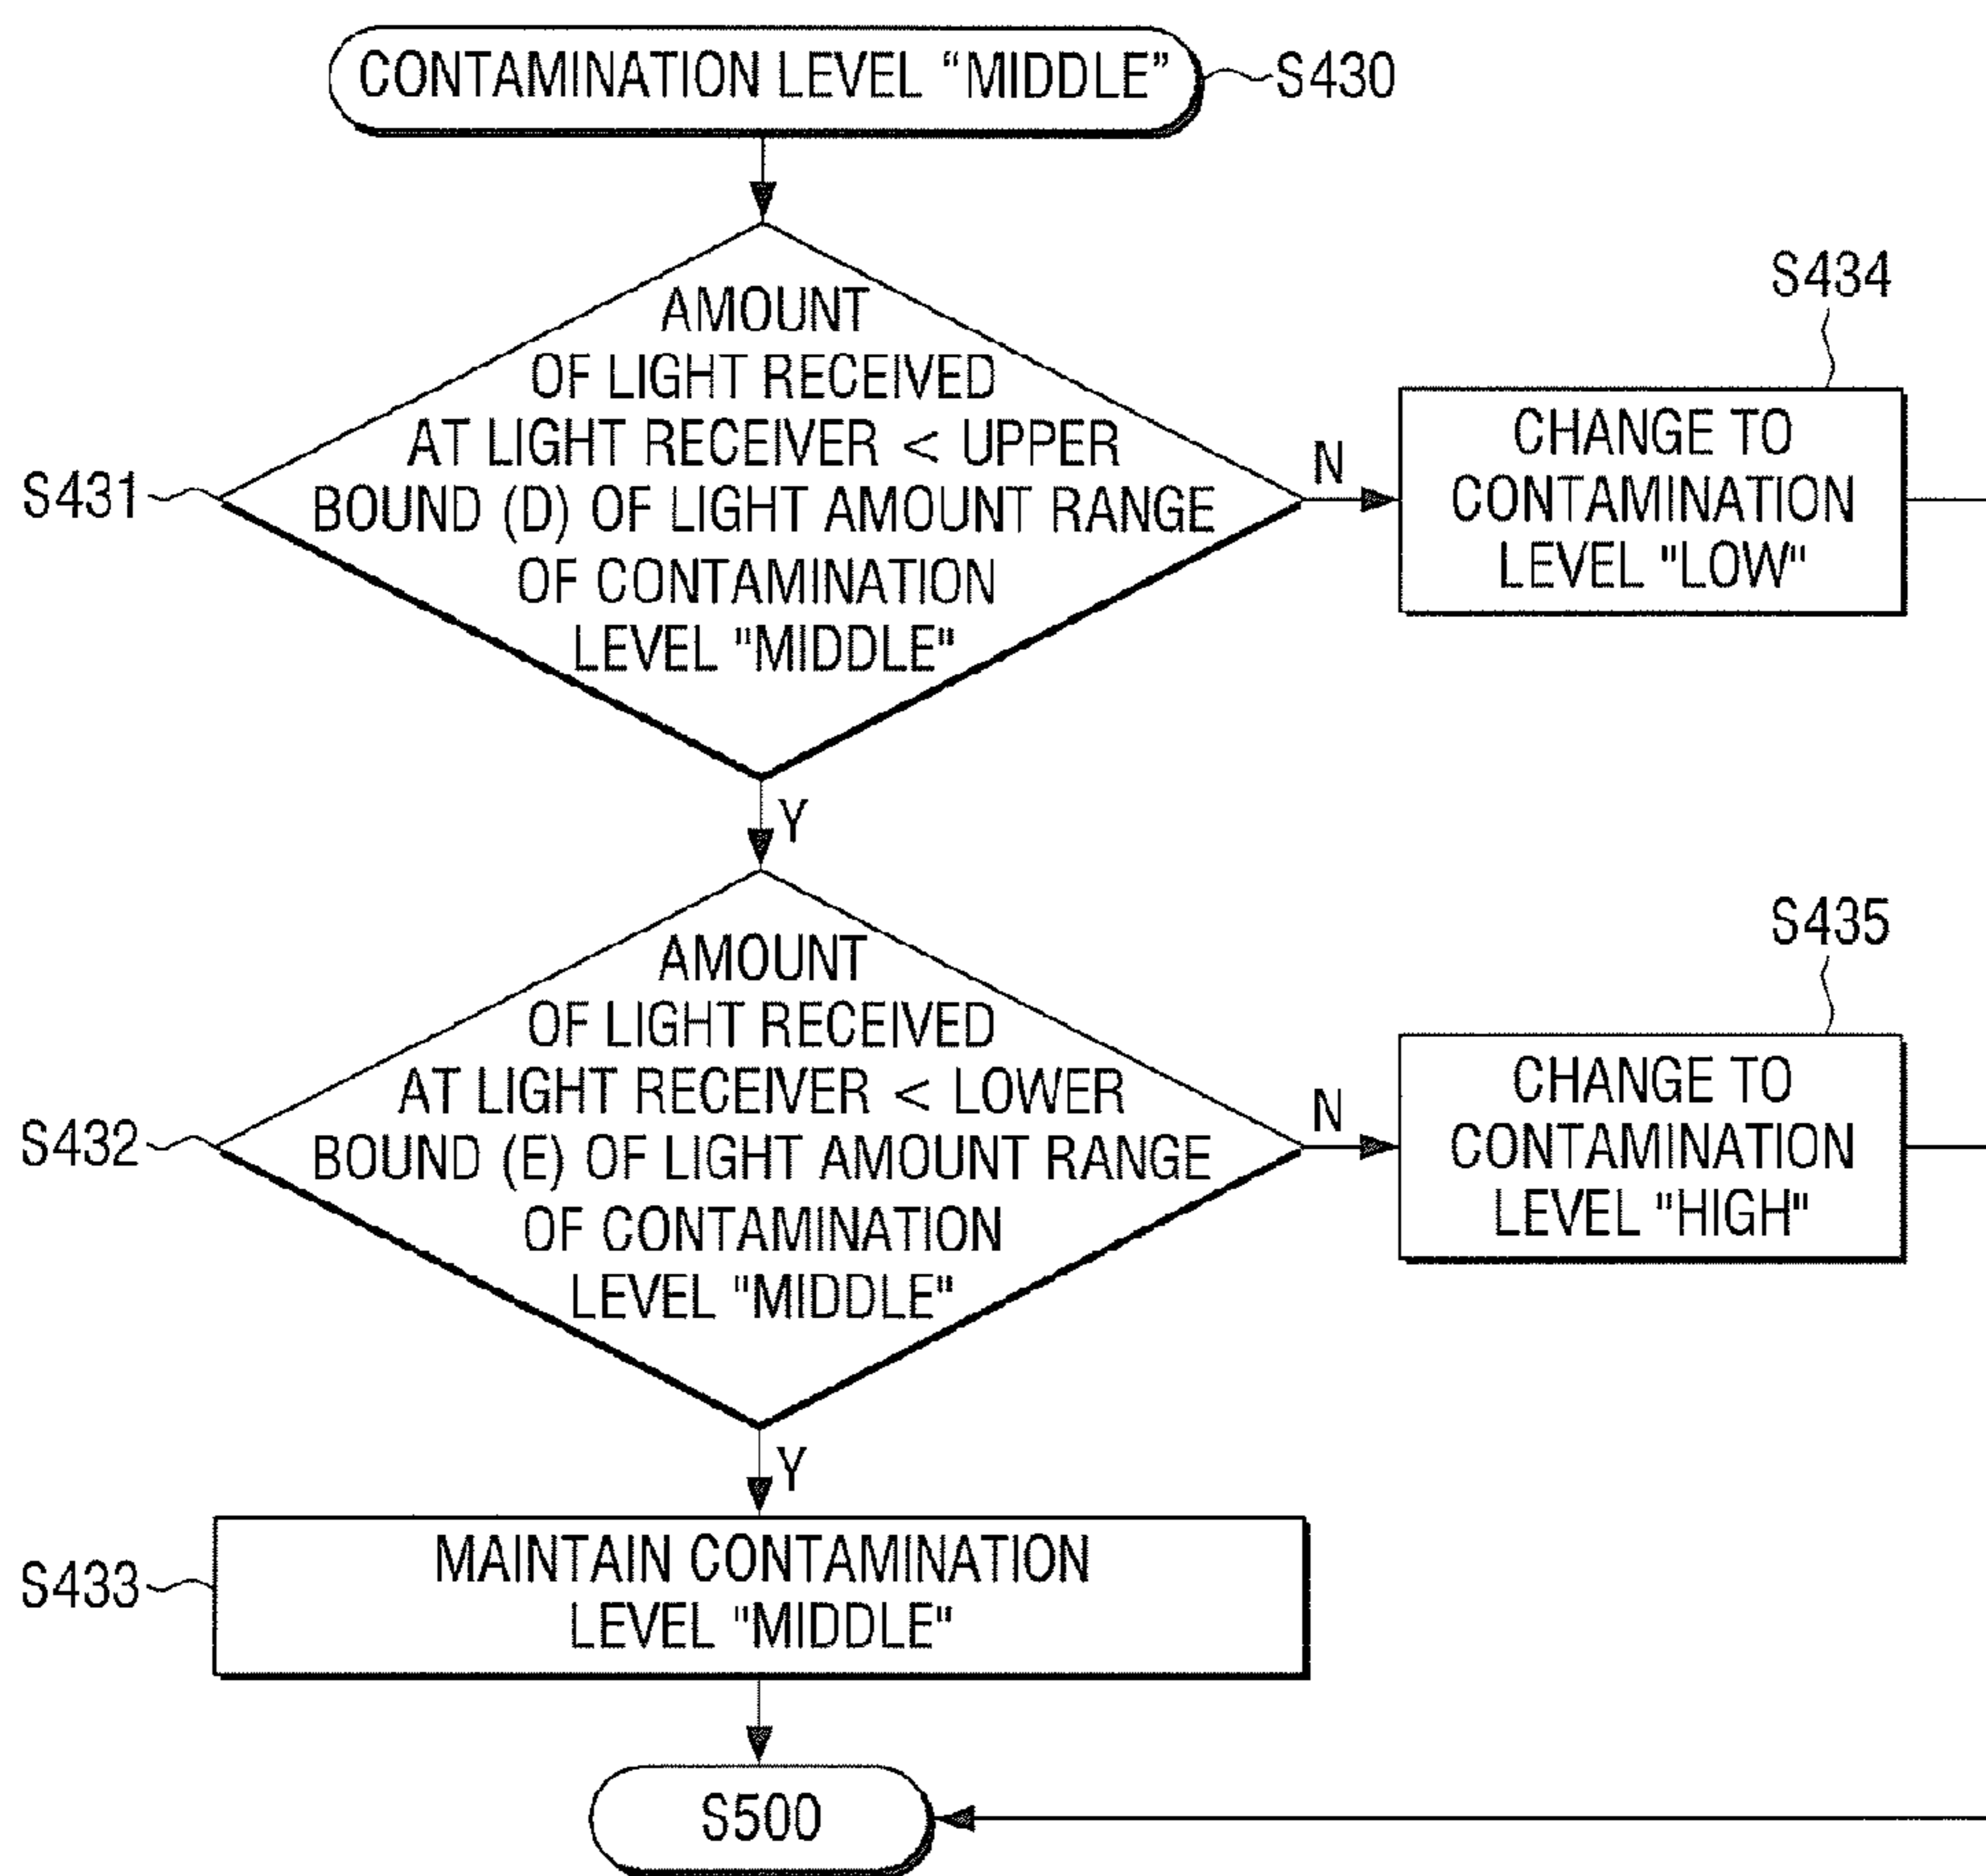 CONTAMINATION LEVEL “MIDDLE”
S430
AMOUNT
OF LIGHT RECEIVED
AT LIGHT RECEIVER < UPPER
BOUND (D) OF LIGHT AMOUNT RANGE
OF CONTAMINATION
LEVEL "MIDDLE"
S431
N
S434
CHANGE TO
CONTAMINATION
LEVEL "LOW"
Y
AMOUNT
OF LIGHT RECEIVED
AT LIGHT RECEIVER < LOWER
BOUND (E) OF LIGHT AMOUNT RANGE
OF CONTAMINATION
LEVEL "MIDDLE"
S432
N
S435
CHANGE TO
CONTAMINATION
LEVEL "HIGH"
Y
S433
MAINTAIN CONTAMINATION
LEVEL "MIDDLE"
S500